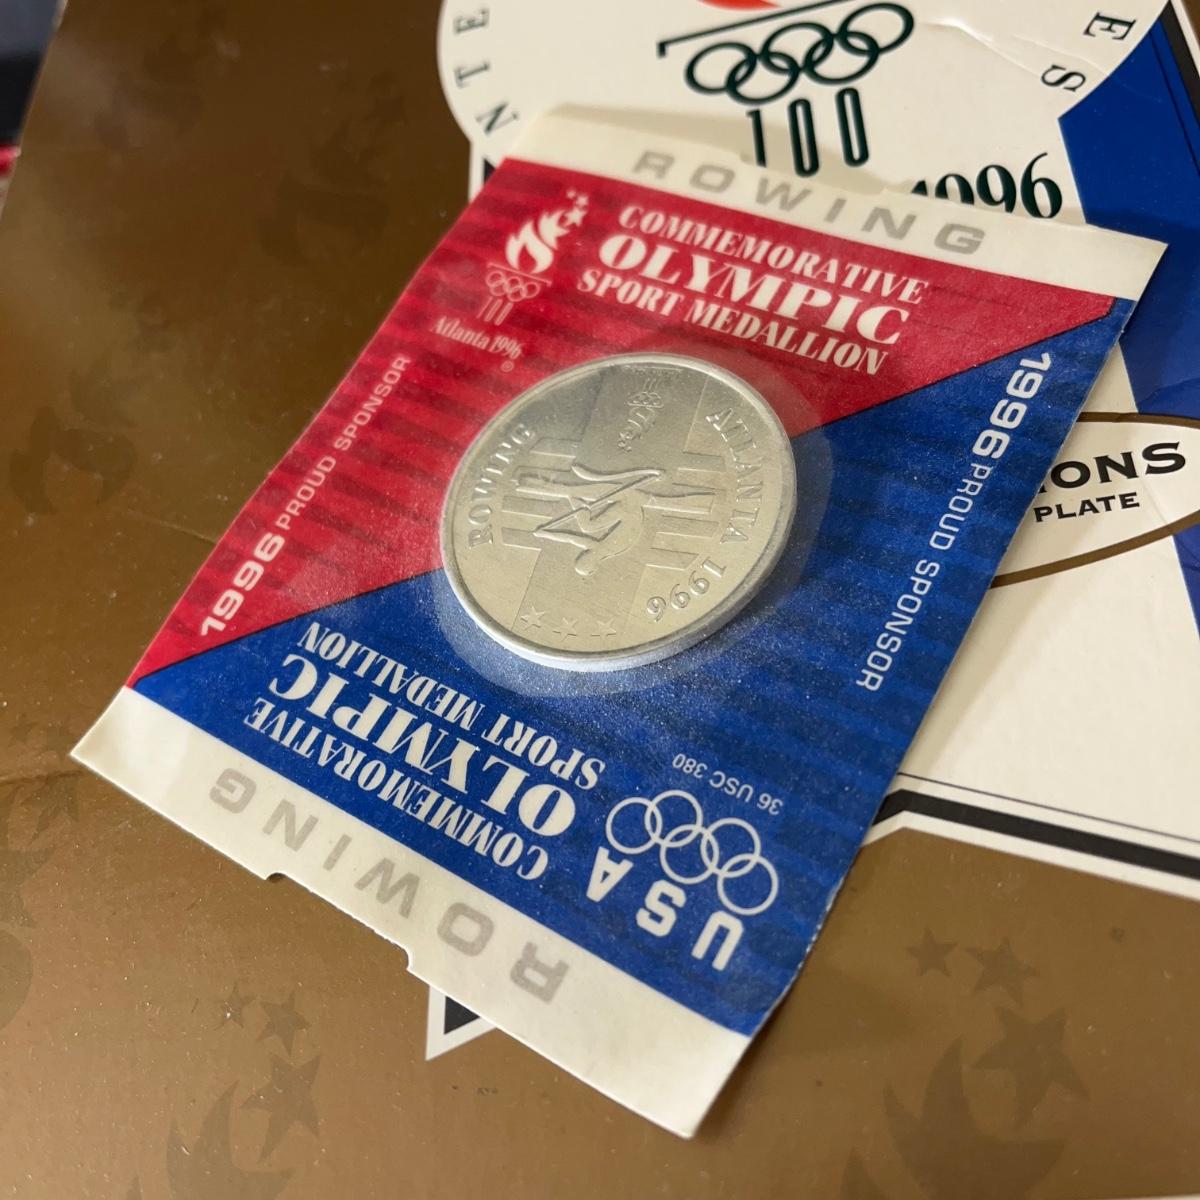 100
1996
ROWING
COMMEMORATIVE
OLYMPIC
SPORT MEDALLION
Atlanta 1996
®
1996 PROUD SPONSOR
1996 PROUD SPONSOR
ROWING
ATLANTA 1996
ONS
PLATE
36 USC 380
USA
COMMEMORATIVE
OLYMPIC
SPORT MEDALLION
ROWING